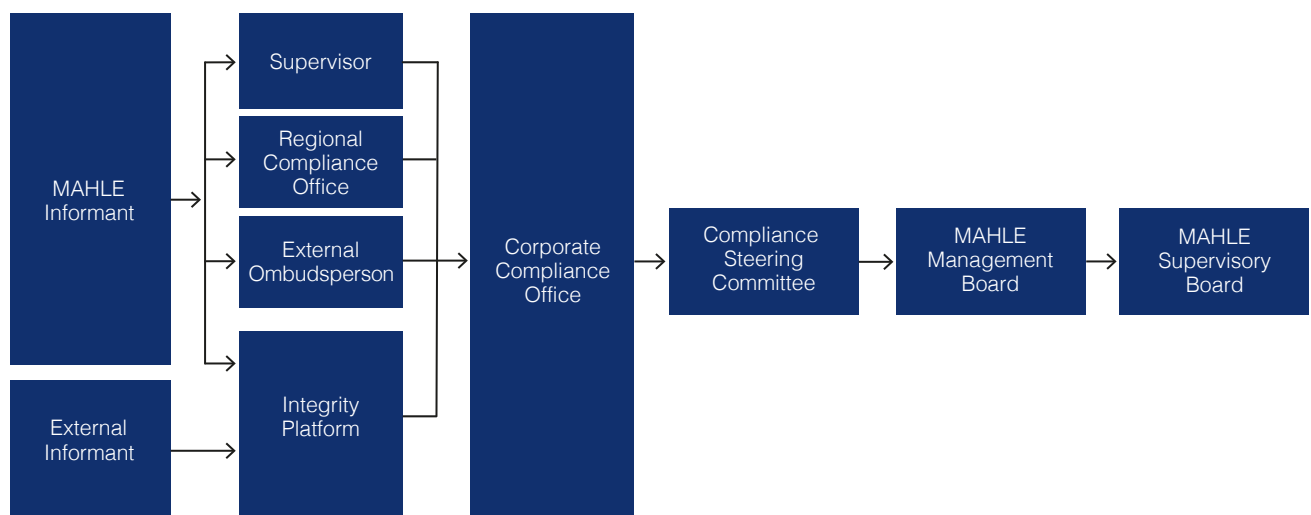 MAHLE
Informant
External
Informant
Supervisor
Regional
Compliance
Office
External
Ombudsperson
Integrity
Platform
Corporate
Compliance
Office
Compliance
Steering
Committee
MAHLE
Management
Board
MAHLE
Supervisory
Board